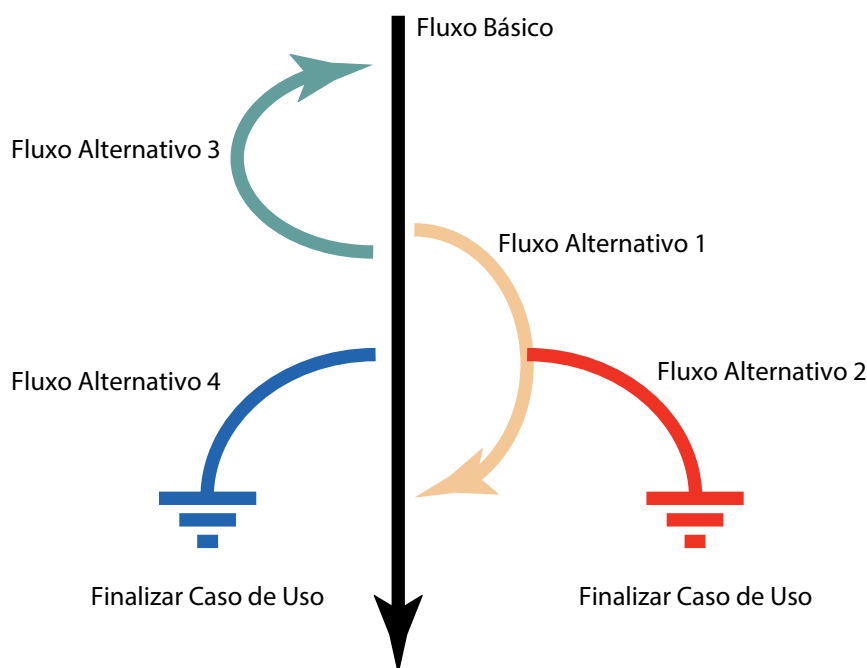 Fluxo Básico
Fluxo Alternativo 3
Fluxo Alternativo 1
Fluxo Alternativo 4
Fluxo Alternativo 2
Finalizar Caso de Uso
Finalizar Caso de Uso